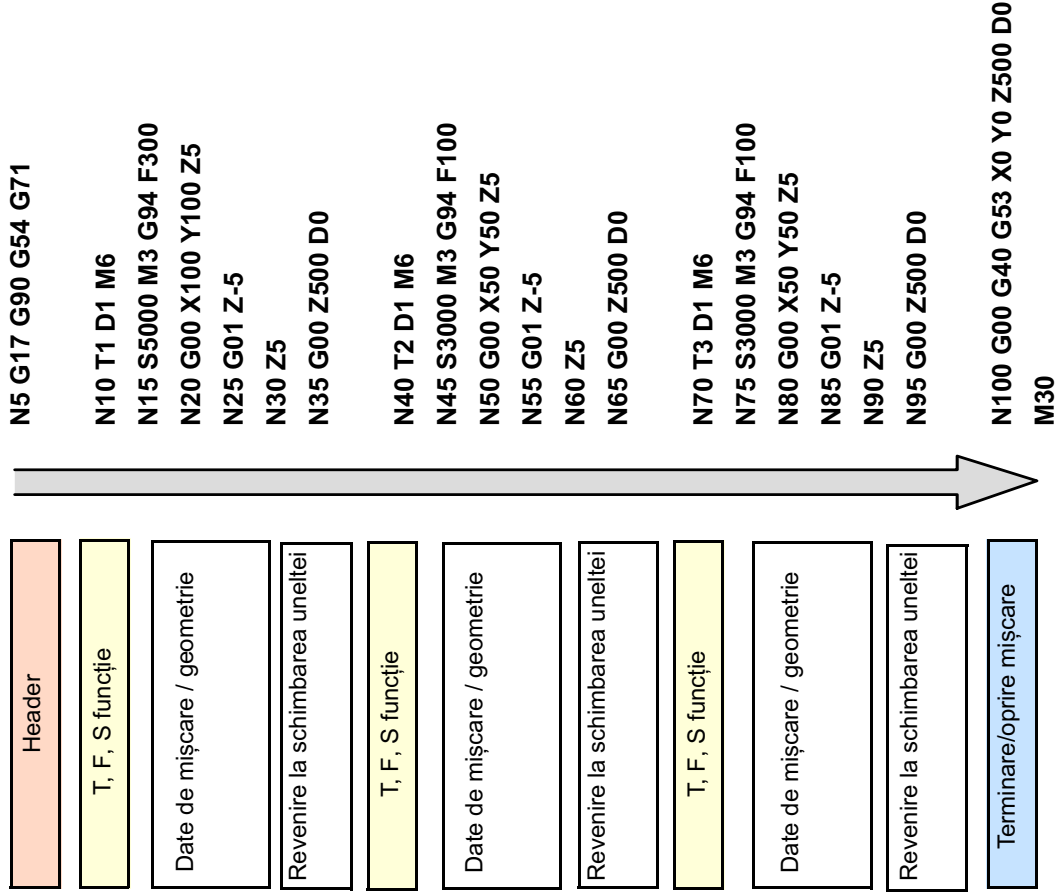 Header
T, F, S funcție
Date de mișcare / geometrie
Revenire la schimbarea uneltei
T, F, S funcție
Date de mișcare / geometrie
Revenire la schimbarea uneltei
T, F, S funcție
Date de mișcare / geometrie
Revenire la schimbarea uneltei
Terminare/oprire mișcare
N5 G17 G90 G54 G71
N10 T1 D1 M6
N15 S5000 M3 G94 F300
N20 G00 X100 Y100 Z5
N25 G01 Z-5
N30 Z5
N35 G00 Z500 D0
N40 T2 D1 M6
N45 S3000 M3 G94 F100
N50 G00 X50 Y50 Z5
N55 G01 Z-5
N60 Z5
N65 G00 Z500 D0
N70 T3 D1 M6
N75 S3000 M3 G94 F100
N80 G00 X50 Y50 Z5
N85 G01 Z-5
N90 Z5
N95 G00 Z500 D0
N100 G00 G40 G53 X0 Y0 Z500 D0
M30